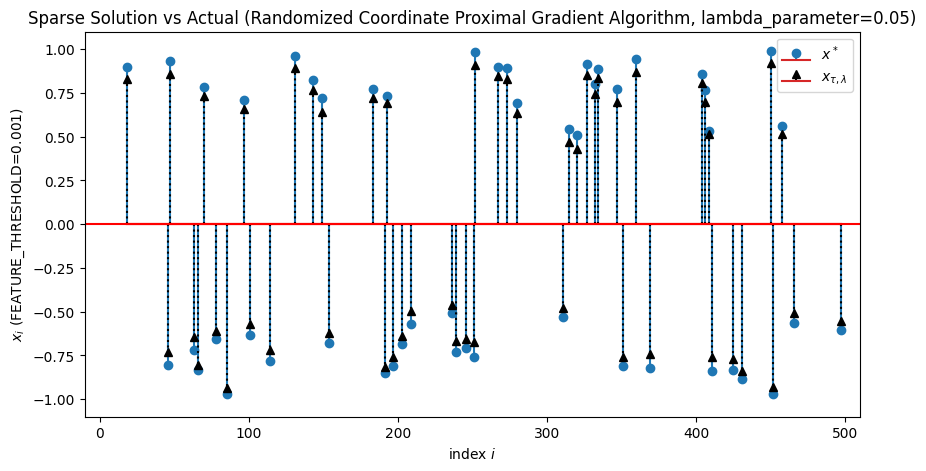 Sparse Solution vs Actual (Randomized Coordinate Proximal Gradient Algorithm, lambda_parameter=0.05)
x*
x_{τ,λ}
1.00
0.75
0.50
0.25
0.00
−0.25
−0.50
−0.75
−1.00
x_i (FEATURE_THRESHOLD=0.001)
0 100 200 300 400 500
index i